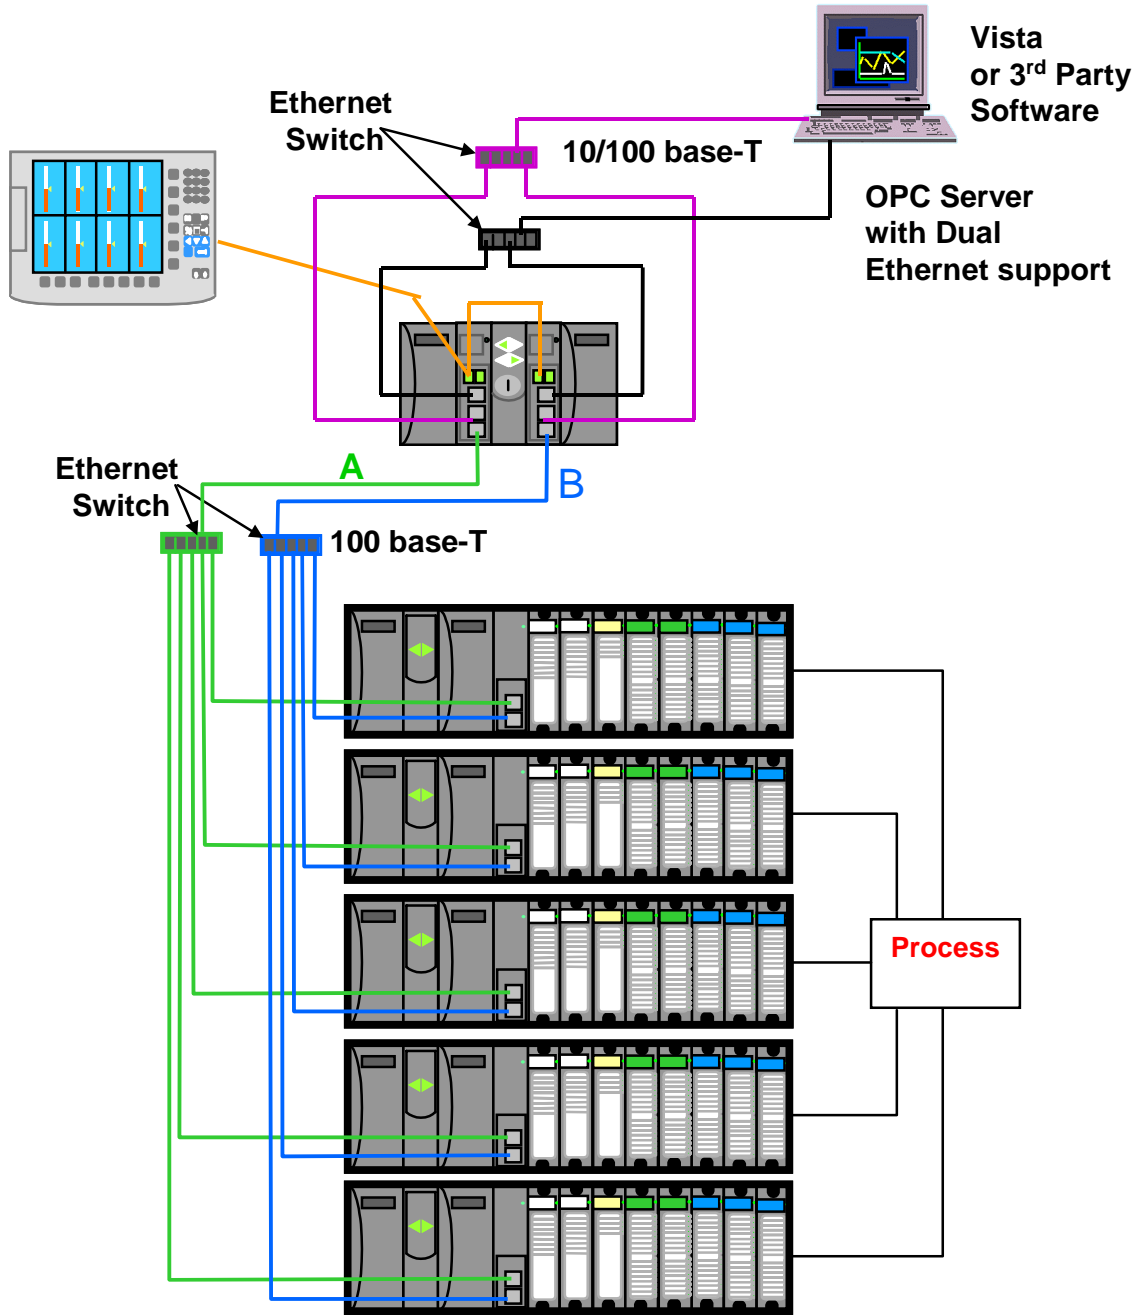 Vista
or 3rd Party
Software
Ethernet
Switch
10/100 base-T
OPC Server
with Dual
Ethernet support
A
B
Ethernet
Switch
100 base-T
Process